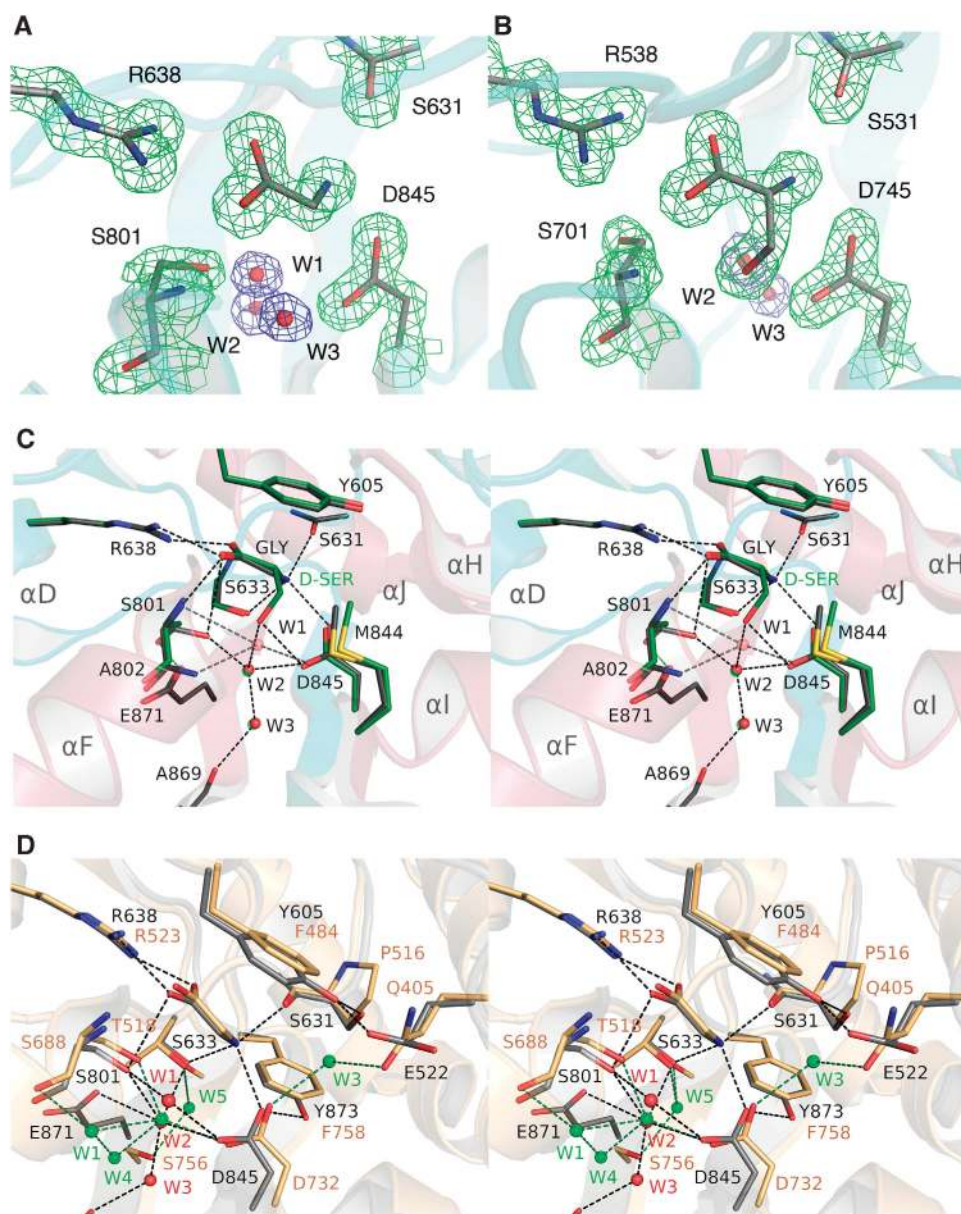 A
R638
S631
D845
S801
W1
W2
W3
B
R538
S531
D745
S701
W2
W3
C
Y605
R638
GLY
S631
αD
S633
D-SER
αH
S801
αJ
W1
M844
A802
W2
D845
E871
αI
αF
W3
A869
Y605
R638
GLY
S631
αD
S633
D-SER
αH
S801
αJ
W1
M844
A802
W2
D845
E871
αI
αF
W3
A869
D
R638
R523
Y605
F484
P516
Q405
S688
T518
S633
S631
S801
W1
W3
E522
W5
E871
W2
Y873
F758
W1
S756
W4
W3
D845
D732
R638
R523
Y605
F484
P516
Q405
S688
T518
S633
S631
S801
W1
W3
E522
W5
E871
W2
Y873
F758
W1
S756
W4
W3
D845
D732